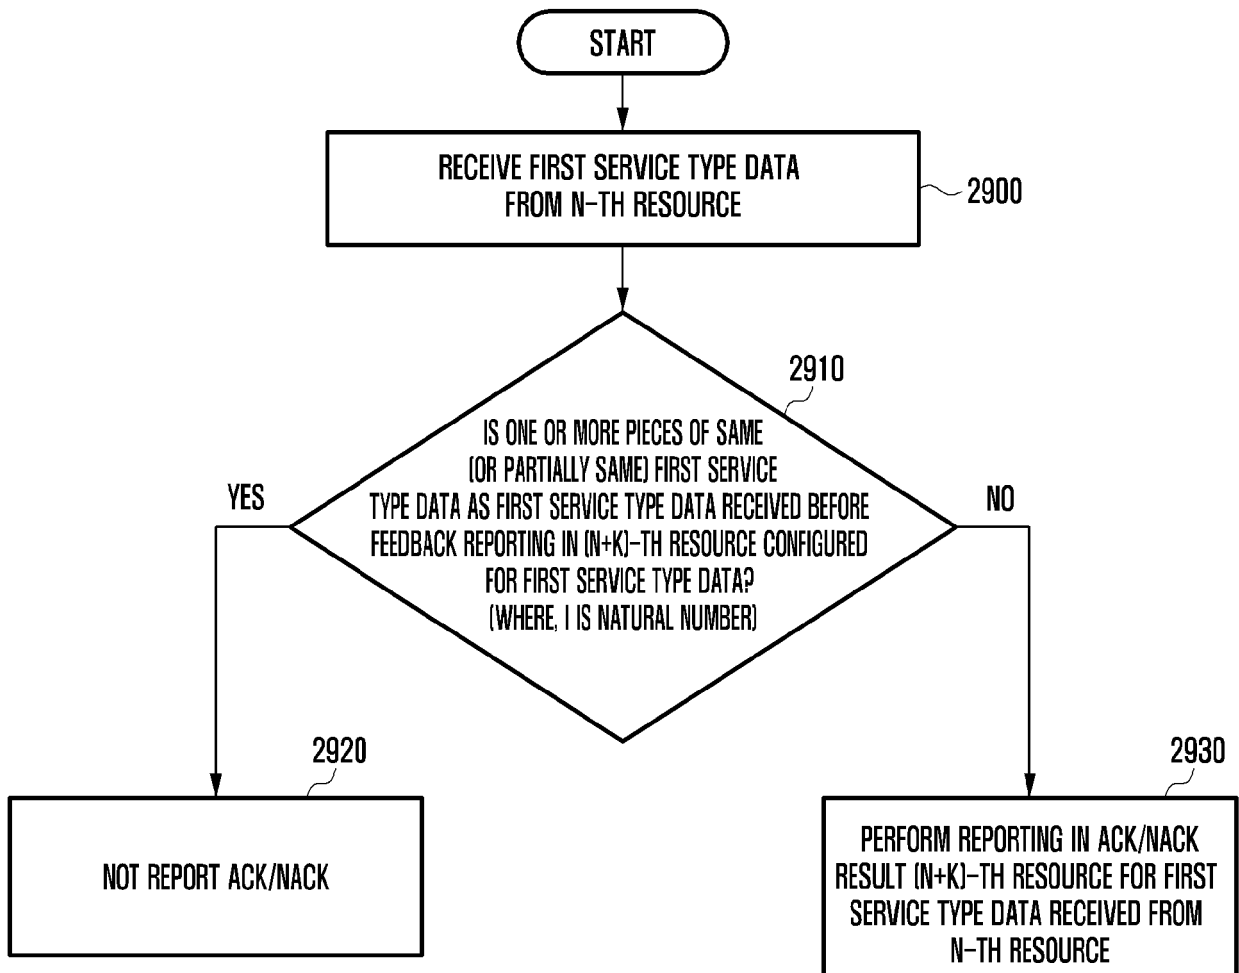 START
RECEIVE FIRST SERVICE TYPE DATA
FROM N-TH RESOURCE
2900
2910
IS ONE OR MORE PIECES OF SAME
(OR PARTIALLY SAME) FIRST SERVICE
TYPE DATA AS FIRST SERVICE TYPE DATA RECEIVED BEFORE
FEEDBACK REPORTING IN (N+K)-TH RESOURCE CONFIGURED
FOR FIRST SERVICE TYPE DATA?
(WHERE, I IS NATURAL NUMBER)
YES
NO
2920
NOT REPORT ACK/NACK
2930
PERFORM REPORTING IN ACK/NACK
RESULT (N+K)-TH RESOURCE FOR FIRST
SERVICE TYPE DATA RECEIVED FROM
N-TH RESOURCE